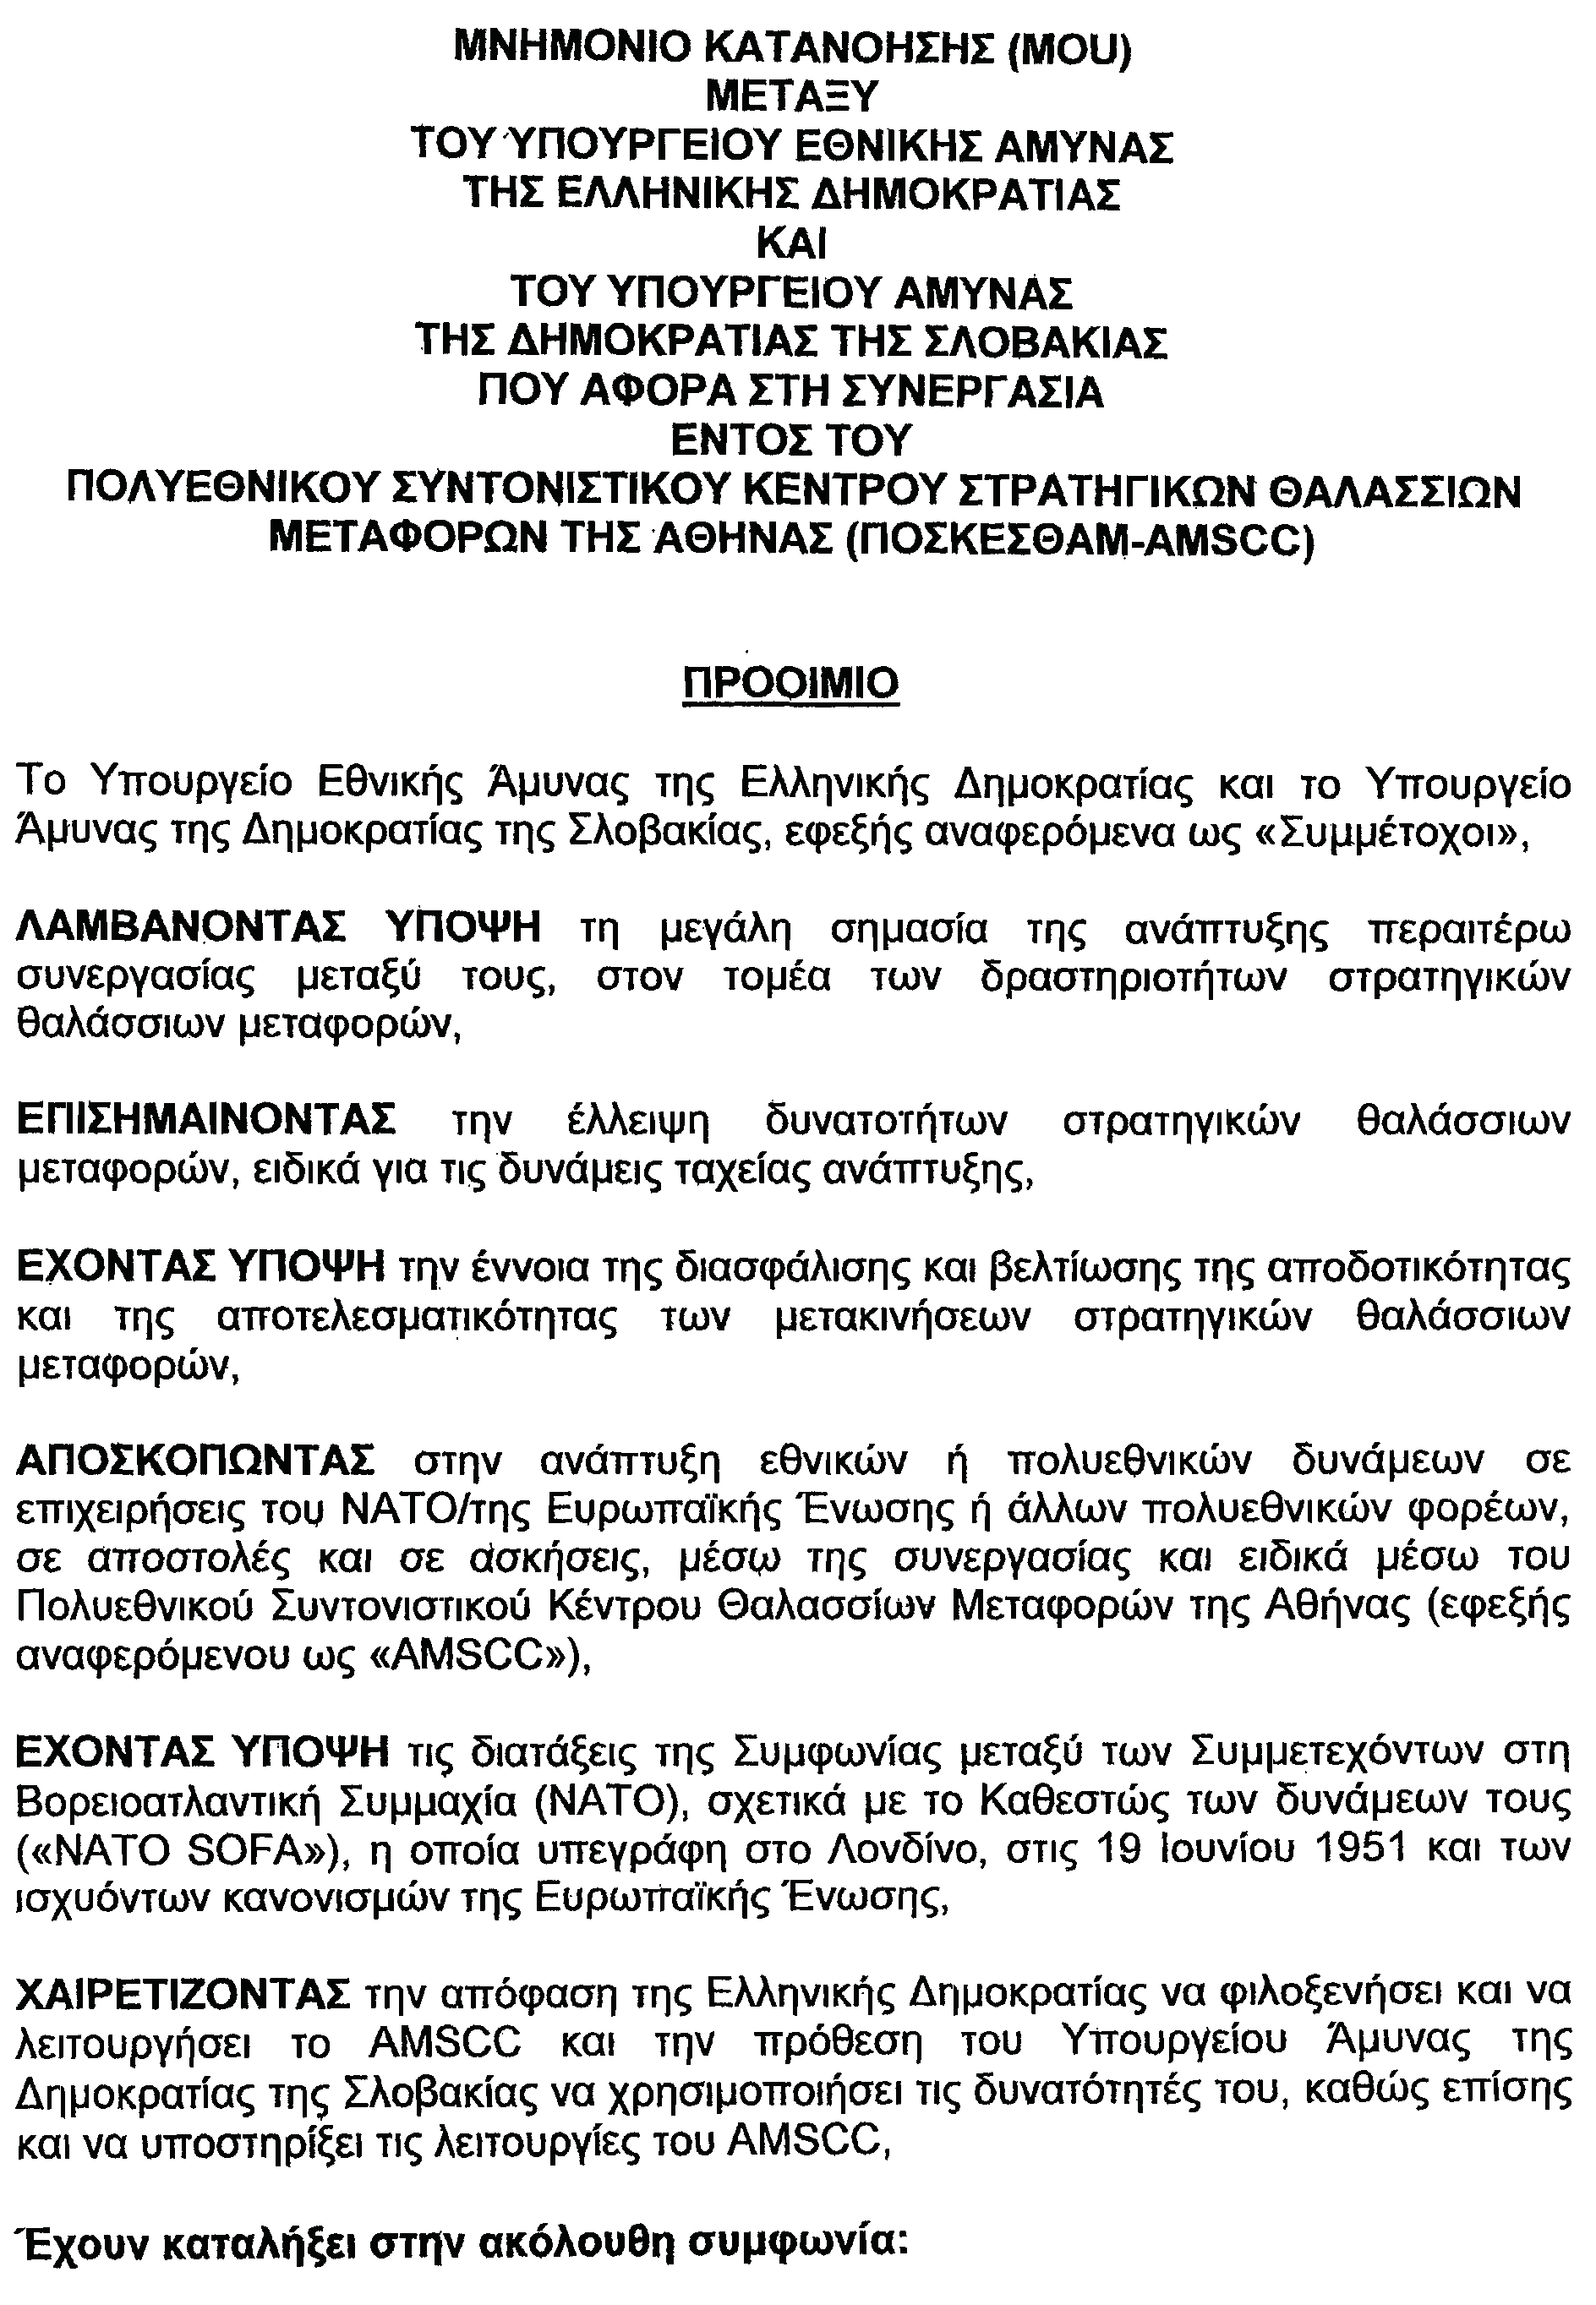 ΜΝΗΜΟΝΙΟ ΚΑΤΑΝΟΗΣΗΣ (MOU)
ΜΕΤΑΞΥ
ΤΟΥ ΥΠΟΥΡΓΕΙΟΥ ΕΘΝΙΚΗΣ ΑΜΥΝΑΣ
ΤΗΣ ΕΛΛΗΝΙΚΗΣ ΔΗΜΟΚΡΑΤΙΑΣ
ΚΑΙ
ΤΟΥ ΥΠΟΥΡΓΕΙΟΥ ΑΜΥΝΑΣ
ΤΗΣ ΔΗΜΟΚΡΑΤΙΑΣ ΤΗΣ ΣΛΟΒΑΚΙΑΣ
ΠΟΥ ΑΦΟΡΑ ΣΤΗ ΣΥΝΕΡΓΑΣΙΑ
ΕΝΤΟΣ ΤΟΥ
ΠΟΛΥΕΘΝΙΚΟΥ ΣΥΝΤΟΝΙΣΤΙΚΟΥ ΚΕΝΤΡΟΥ ΣΤΡΑΤΗΓΙΚΩΝ ΘΑΛΑΣΣΙΩΝ
ΜΕΤΑΦΟΡΩΝ ΤΗΣ ΑΘΗΝΑΣ (ΠΟΣΚΕΣΘΑΜ-AMSCC)
ΠΡΟΟΙΜΙΟ
Το Υπουργείο Εθνικής Άμυνας της Ελληνικής Δημοκρατίας και το Υπουργείο
Άμυνας της Δημοκρατίας της Σλοβακίας, εφεξής αναφερόμενα ως «Συμμέτοχοι»,
ΛΑΜΒΑΝΟΝΤΑΣ ΥΠΟΨΗ τη μεγάλη σημασία της ανάπτυξης περαιτέρω
συνεργασίας μεταξύ τους, στον τομέα των δραστηριοτήτων στρατηγικών
θαλάσσιων μεταφορών,
ΕΠΙΣΗΜΑΙΝΟΝΤΑΣ την έλλειψη δυνατοτήτων στρατηγικών θαλάσσιων
μεταφορών, ειδικά για τις δυνάμεις ταχείας ανάπτυξης,
ΕΧΟΝΤΑΣ ΥΠΟΨΗ την έννοια της διασφάλισης και βελτίωσης της αποδοτικότητας
και της αποτελεσματικότητας των μετακινήσεων στρατηγικών θαλάσσιων
μεταφορών,
ΑΠΟΣΚΟΠΩΝΤΑΣ στην ανάπτυξη εθνικών ή πολυεθνικών δυνάμεων σε
επιχειρήσεις του ΝΑΤΟ/της Ευρωπαϊκής Ένωσης ή άλλων πολυεθνικών φορέων,
σε αποστολές και σε ασκήσεις, μέσω της συνεργασίας και ειδικά μέσω του
Πολυεθνικού Συντονιστικού Κέντρου Θαλασσίων Μεταφορών της Αθήνας (εφεξής
αναφερόμενου ως «AMSCC»),
ΕΧΟΝΤΑΣ ΥΠΟΨΗ τις διατάξεις της Συμφωνίας μεταξύ των Συμμετεχόντων στη
Βορειοατλαντική Συμμαχία (ΝΑΤΟ), σχετικά με το Καθεστώς των δυνάμεων τους
(«NATO SOFA»), η οποία υπεγράφη στο Λονδίνο, στις 19 Ιουνίου 1951 και των
ισχυόντων κανονισμών της Ευρωπαϊκής Ένωσης,
ΧΑΙΡΕΤΙΖΟΝΤΑΣ την απόφαση της Ελληνικής Δημοκρατίας να φιλοξενήσει και να
λειτουργήσει το AMSCC και την πρόθεση του Υπουργείου Άμυνας της
Δημοκρατίας της Σλοβακίας να χρησιμοποιήσει τις δυνατότητές του, καθώς επίσης
και να υποστηρίξει τις λειτουργίες του AMSCC,
Έχουν καταλήξει στην ακόλουθη συμφωνία: